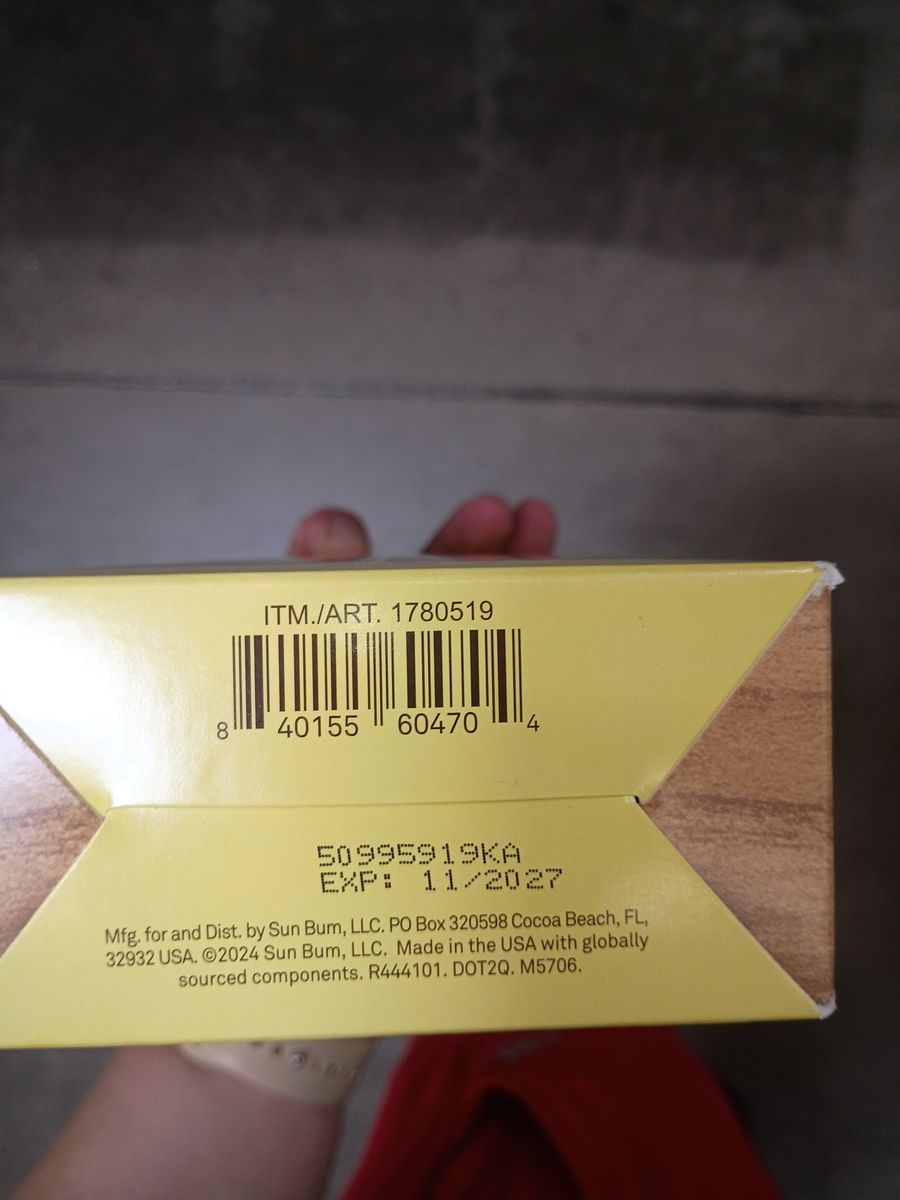 ITM./ART. 1780519
8 40155 60470 4
50995919KA
EXP: 11/2027
Mfg. for and Dist. by Sun Bum, LLC. PO Box 320598 Cocoa Beach, FL,
32932 USA. ©2024 Sun Bum, LLC. Made in the USA with globally
sourced components. R444101. DOT2Q. M5706.